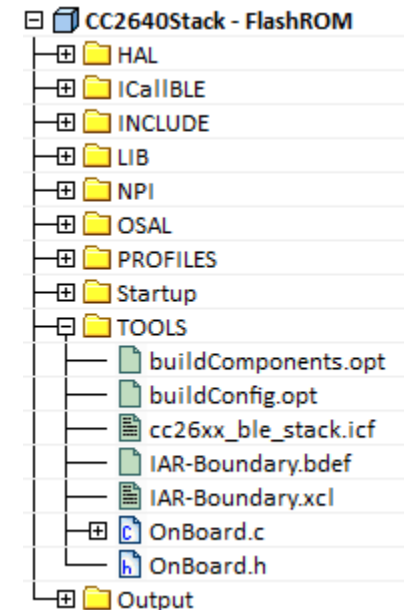 CC2640Stack - FlashROM
HAL
ICallBLE
INCLUDE
LIB
NPI
OSAL
PROFILES
Startup
TOOLS
buildComponents.opt
buildConfig.opt
cc26xx_ble_stack.icf
IAR-Boundary.bdef
IAR-Boundary.xcl
OnBoard.c
OnBoard.h
Output